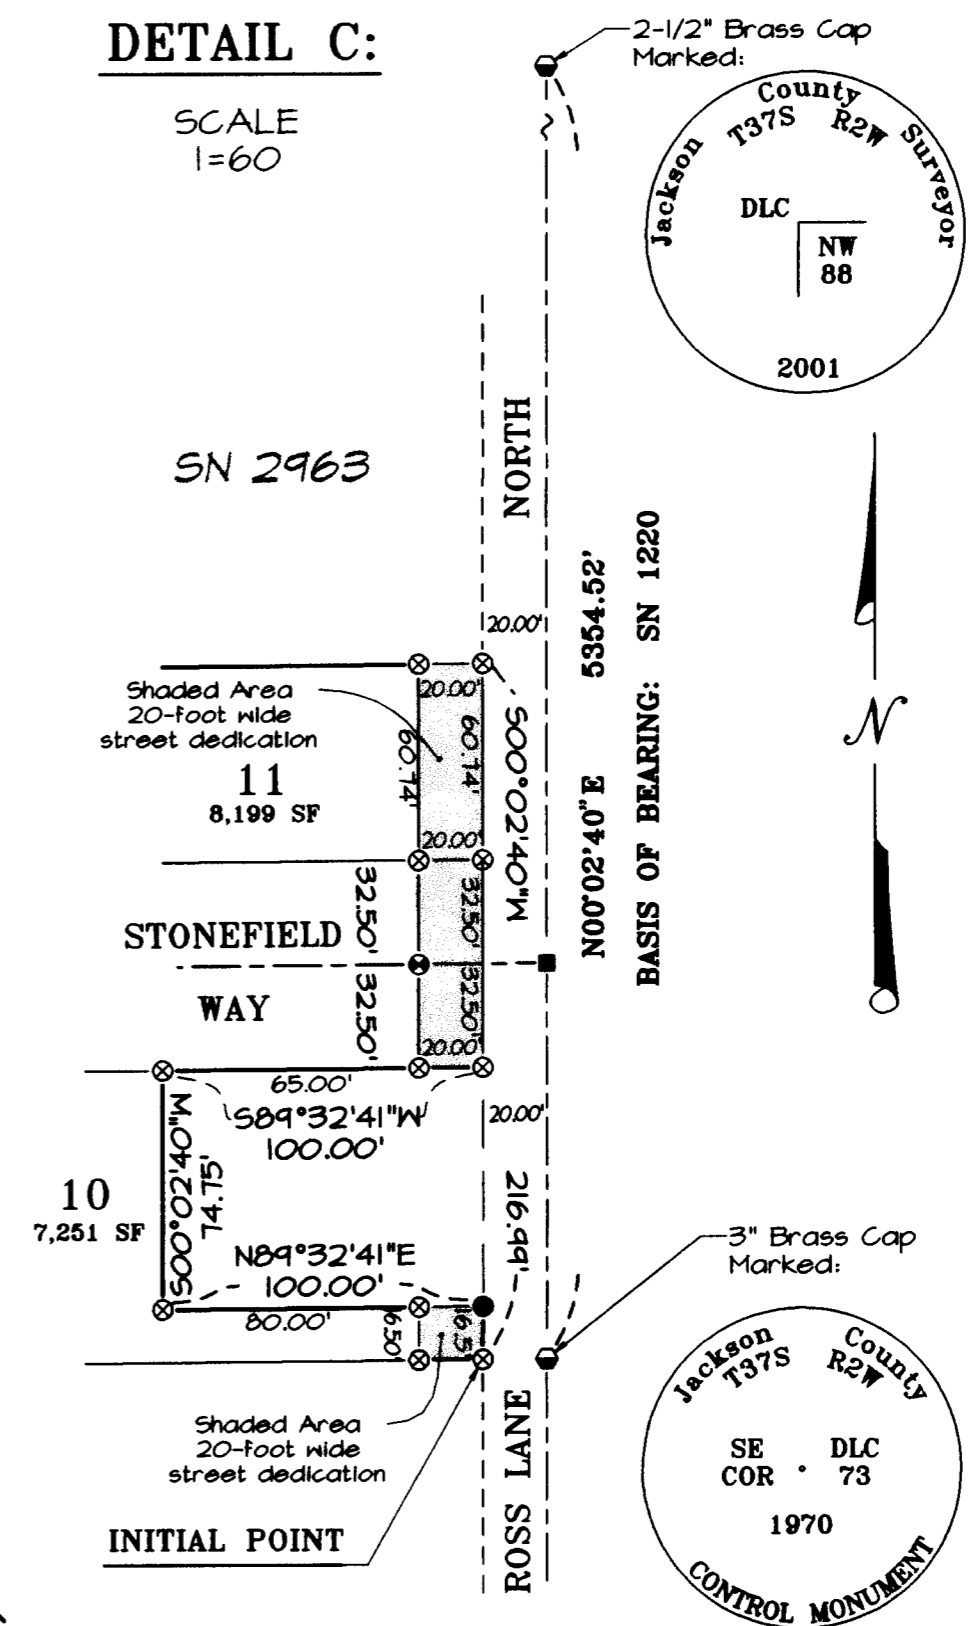 DETAIL C:
SCALE
1=60
2-1/2" Brass Cap
Marked:
Jackson County Surveyor
T37S R2W
DLC
NW
88
2001
SN 2963
NORTH
5354.52'
N00°02'40"E
BASIS OF BEARING: SN 1220
20.00'
20.00'
Shaded Area
20-foot wide
street dedication
60.74'
60.74'
S00°02'40"W
11
8,199 SF
N
20.00'
32.50'
32.50'
STONEFIELD
WAY
32.50'
32.50'
20.00'
65.00'
S89°32'41"W
100.00'
20.00'
S00°02'40"W
74.75'
10
7,251 SF
216.99'
N89°32'41"E
100.00'
80.00'
16.5'
3" Brass Cap
Marked:
Jackson County
T37S R2W
SE DLC
COR 73
1970
CONTROL MONUMENT
Shaded Area
20-foot wide
street dedication
ROSS LANE
INITIAL POINT